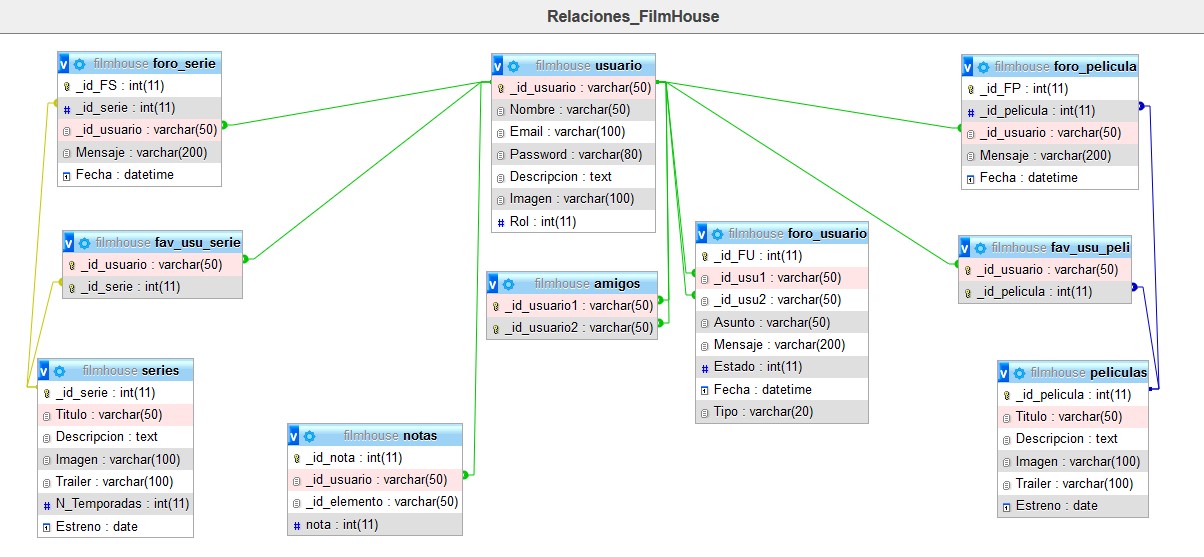 Relaciones_FilmHouse
v filmhouse foro_serie
_id_FS : int(11)
# _id_serie : int(11)
_id_usuario : varchar(50)
Mensaje : varchar(200)
Fecha : datetime
v filmhouse usuario
_id_usuario : varchar(50)
Nombre : varchar(50)
Email : varchar(100)
Password : varchar(80)
Descripcion : text
Imagen : varchar(100)
# Rol : int(11)
v filmhouse foro_pelicula
_id_FP : int(11)
# _id_pelicula : int(11)
_id_usuario : varchar(50)
Mensaje : varchar(200)
Fecha : datetime
v filmhouse fav_usu_serie
_id_usuario : varchar(50)
_id_serie : int(11)
v filmhouse amigos
_id_usuario1 : varchar(50)
_id_usuario2 : varchar(50)
v filmhouse foro_usuario
_id_FU : int(11)
_id_usu1 : varchar(50)
_id_usu2 : varchar(50)
Asunto : varchar(50)
Mensaje : varchar(200)
# Estado : int(11)
Fecha : datetime
Tipo : varchar(20)
v filmhouse fav_usu_peli
_id_usuario : varchar(50)
_id_pelicula : int(11)
v filmhouse series
_id_serie : int(11)
Titulo : varchar(50)
Descripcion : text
Imagen : varchar(100)
Trailer : varchar(100)
# N_Temporadas : int(11)
Estreno : date
v filmhouse notas
_id_nota : int(11)
_id_usuario : varchar(50)
_id_elemento : varchar(50)
# nota : int(11)
v filmhouse peliculas
_id_pelicula : int(11)
Titulo : varchar(50)
Descripcion : text
Imagen : varchar(100)
Trailer : varchar(100)
Estreno : date